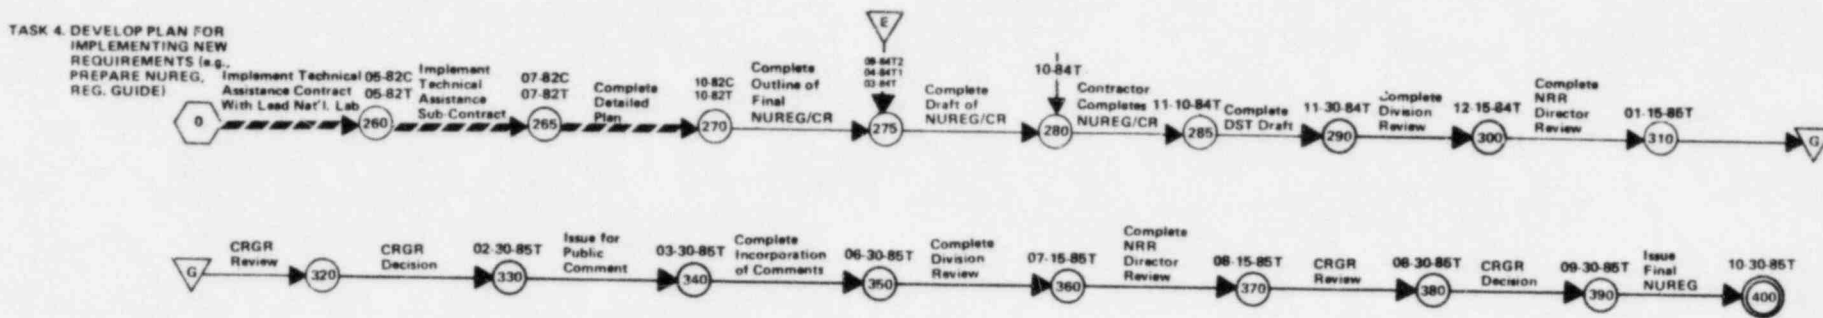 TASK 4. DEVELOP PLAN FOR
IMPLEMENTING NEW
REQUIREMENTS (e.g.,
PREPARE NUREG,
REG. GUIDE)
0
Implement Technical
Assistance Contract
With Lead Nat'l. Lab
05-82C
05-82T
260
Implement
Technical
Assistance
Sub-Contract
07-82C
07-82T
265
Complete
Detailed
Plan
10-82C
10-82T
270
Complete
Outline of
Final
NUREG/CR
E
08-84T2
04-84T1
03-84T
275
Complete
Draft of
NUREG/CR
10-84T
280
Contractor
Completes
NUREG/CR
11-10-84T
285
Complete
DST Draft
11-30-84T
290
Complete
Division
Review
12-15-84T
300
Complete
NRR
Director
Review
01-15-85T
310
G
G
CRGR
Review
320
CRGR
Decision
02-30-85T
330
Issue for
Public
Comment
03-30-85T
340
Complete
Incorporation
of Comments
06-30-85T
350
Complete
Division
Review
07-15-85T
360
Complete
NRR
Director
Review
08-15-85T
370
CRGR
Review
08-30-85T
380
CRGR
Decision
09-30-85T
390
Issue
Final
NUREG
10-30-85T
400